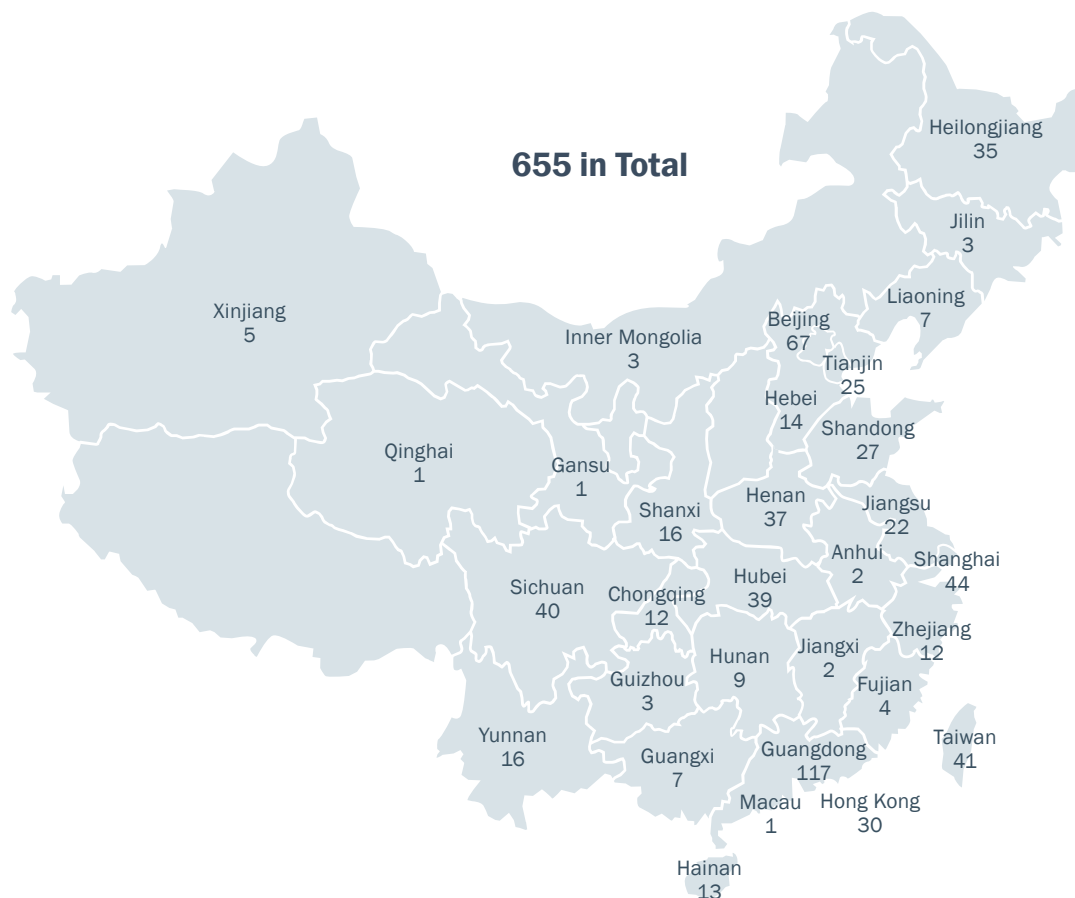 655 in Total
Heilongjiang
35
Jilin
3
Liaoning
7
Xinjiang
5
Inner Mongolia
3
Beijing
67
Tianjin
25
Hebei
14
Shandong
27
Qinghai
1
Gansu
1
Shanxi
16
Henan
37
Jiangsu
22
Anhui
2
Shanghai
44
Sichuan
40
Chongqing
12
Hubei
39
Zhejiang
12
Jiangxi
2
Hunan
9
Guizhou
3
Fujian
4
Yunnan
16
Guangxi
7
Guangdong
117
Taiwan
41
Macau
1
Hong Kong
30
Hainan
13